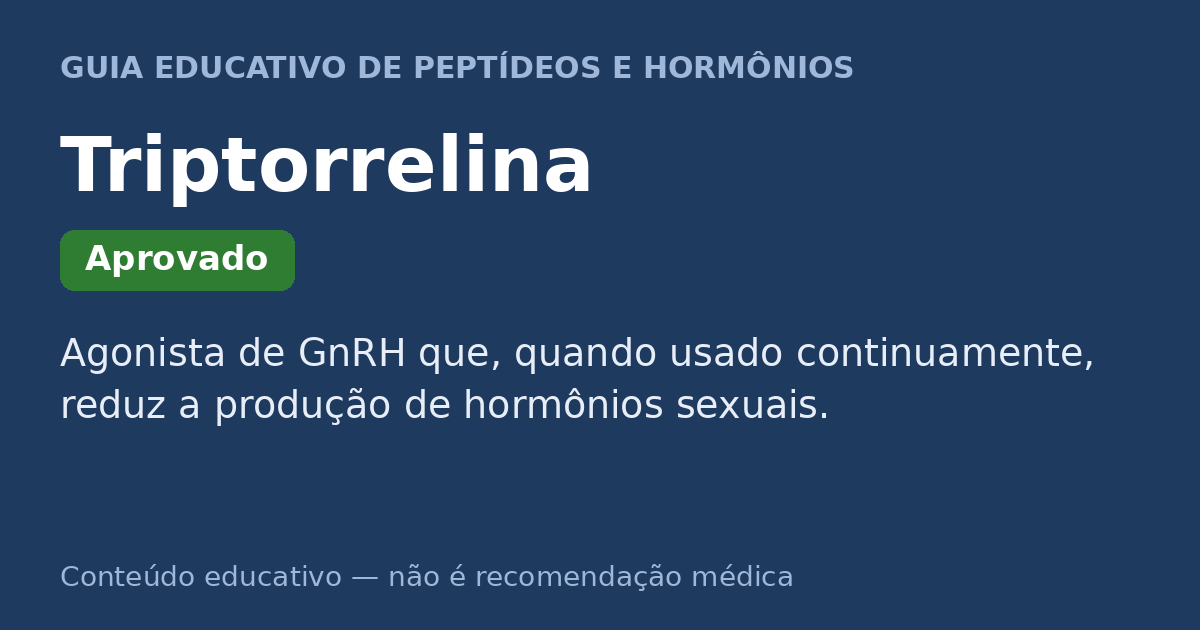 GUIA EDUCATIVO DE PEPTÍDEOS E HORMÔNIOS
Triptorrelina
Aprovado
Agonista de GnRH que, quando usado continuamente,
reduz a produção de hormônios sexuais.
Conteúdo educativo — não é recomendação médica